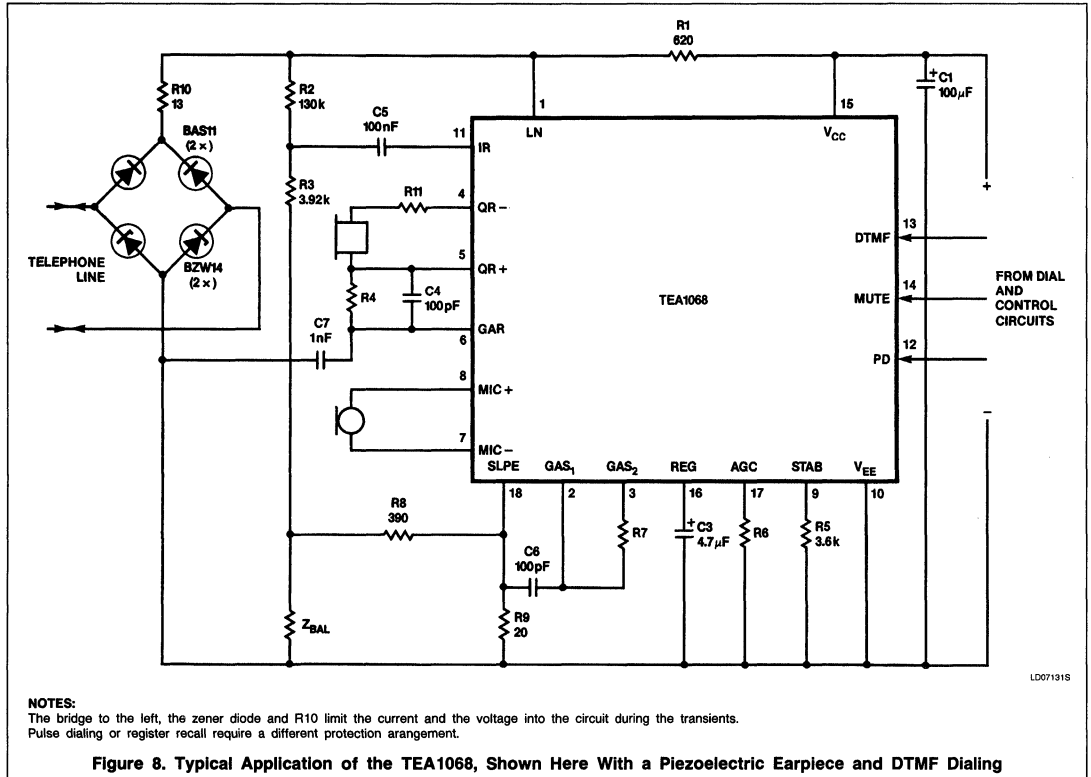 R1
620
R10
13
R2
130k
C5
100nF
1
15
+
C1
100µF
BAS11
(2 ×)
11
LN
VCC
IR
R3
3.92k
R11
4
QR−
+
13
DTMF
5
QR+
BZW14
(2 ×)
TELEPHONE
LINE
R4
C4
100pF
TEA1068
14
MUTE
FROM DIAL
AND
CONTROL
CIRCUITS
C7
1nF
GAR
6
12
PD
8
MIC+
−
7
MIC−
SLPE
GAS1
GAS2
REG
AGC
STAB
VEE
18
2
3
16
17
9
10
R8
390
R7
+
C3
4.7µF
R6
R5
3.6k
C6
100pF
ZBAL
R9
20
LD07131S
NOTES:
The bridge to the left, the zener diode and R10 limit the current and the voltage into the circuit during the transients.
Pulse dialing or register recall require a different protection arangement.
Figure 8. Typical Application of the TEA1068, Shown Here With a Piezoelectric Earpiece and DTMF Dialing